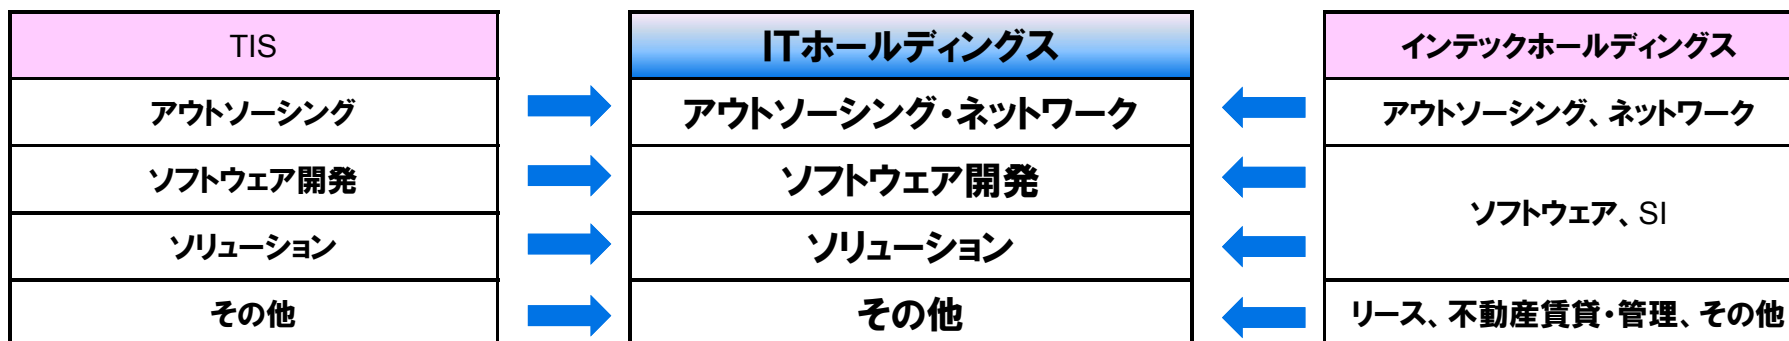 TIS
ITホールディングス
インテックホールディングス
アウトソーシング
アウトソーシング・ネットワーク
アウトソーシング、ネットワーク
ソフトウェア開発
ソフトウェア開発
ソフトウェア、SI
ソリューション
ソリューション
その他
その他
リース、不動産賃貸・管理、その他